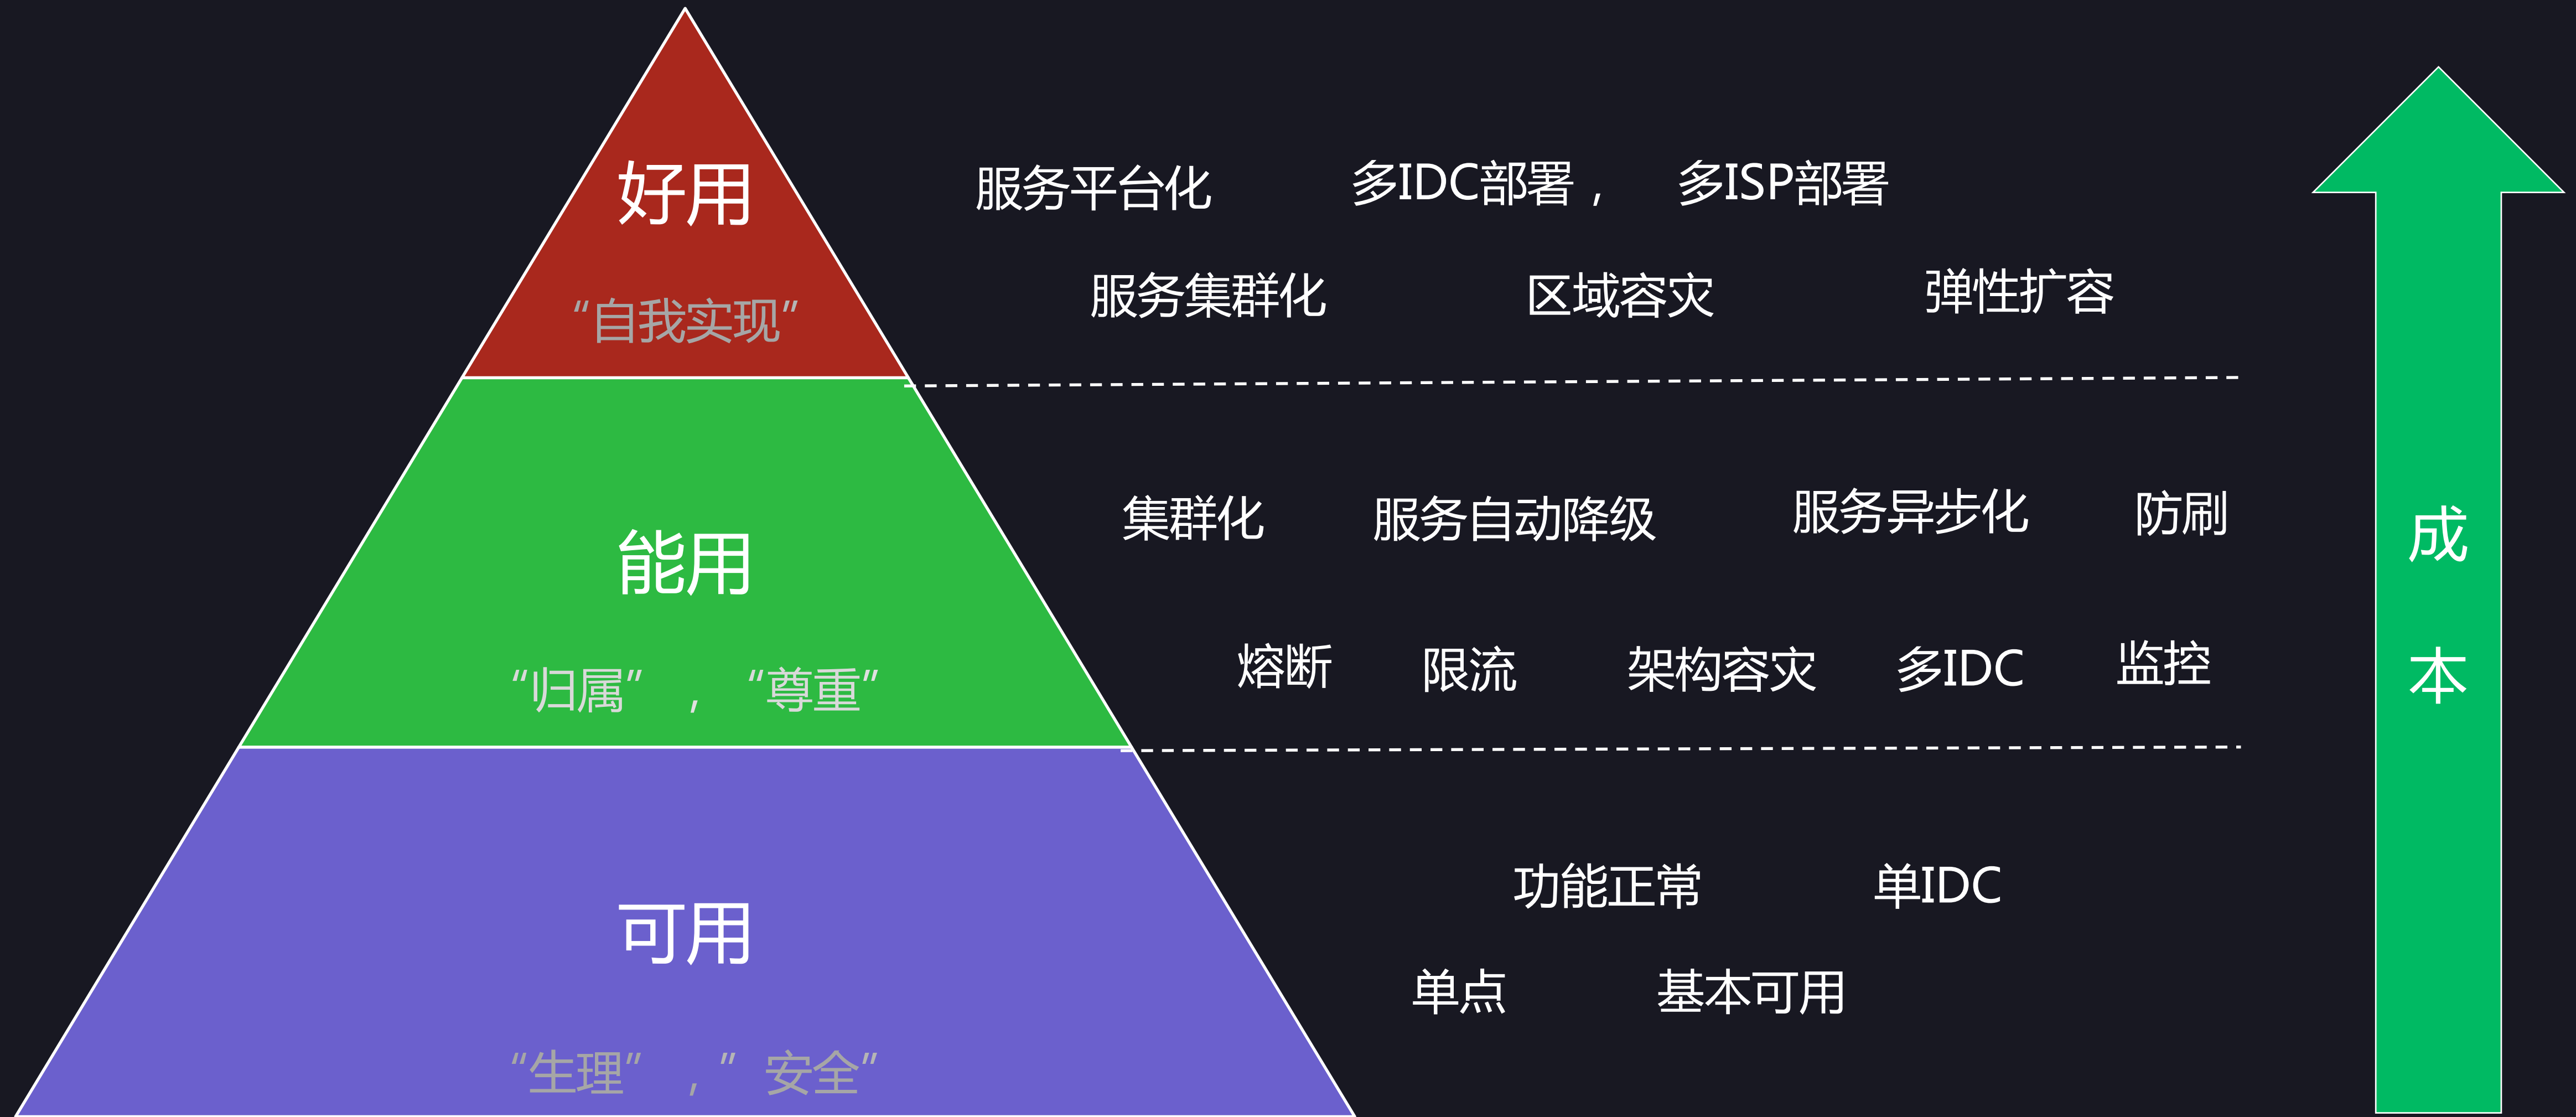 好用
“自我实现”
服务平台化 多IDC部署， 多ISP部署
服务集群化 区域容灾 弹性扩容
能用
“归属” ，“尊重”
集群化 服务自动降级 服务异步化 防刷
熔断 限流 架构容灾 多IDC 监控
可用
“生理” ，”安全”
功能正常 单IDC
单点 基本可用
成
本